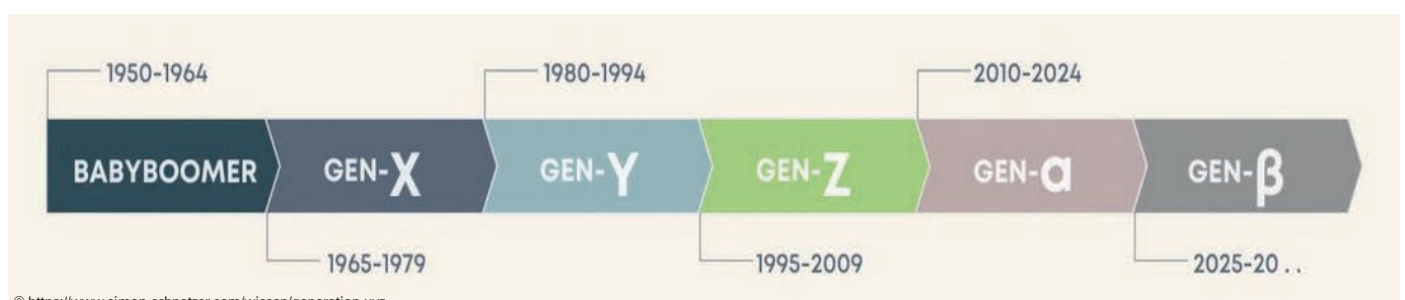 1950-1964
1980-1994
2010-2024
BABYBOOMER
GEN-X
GEN-Y
GEN-Z
GEN-α
GEN-β
1965-1979
1995-2009
2025-20 . .